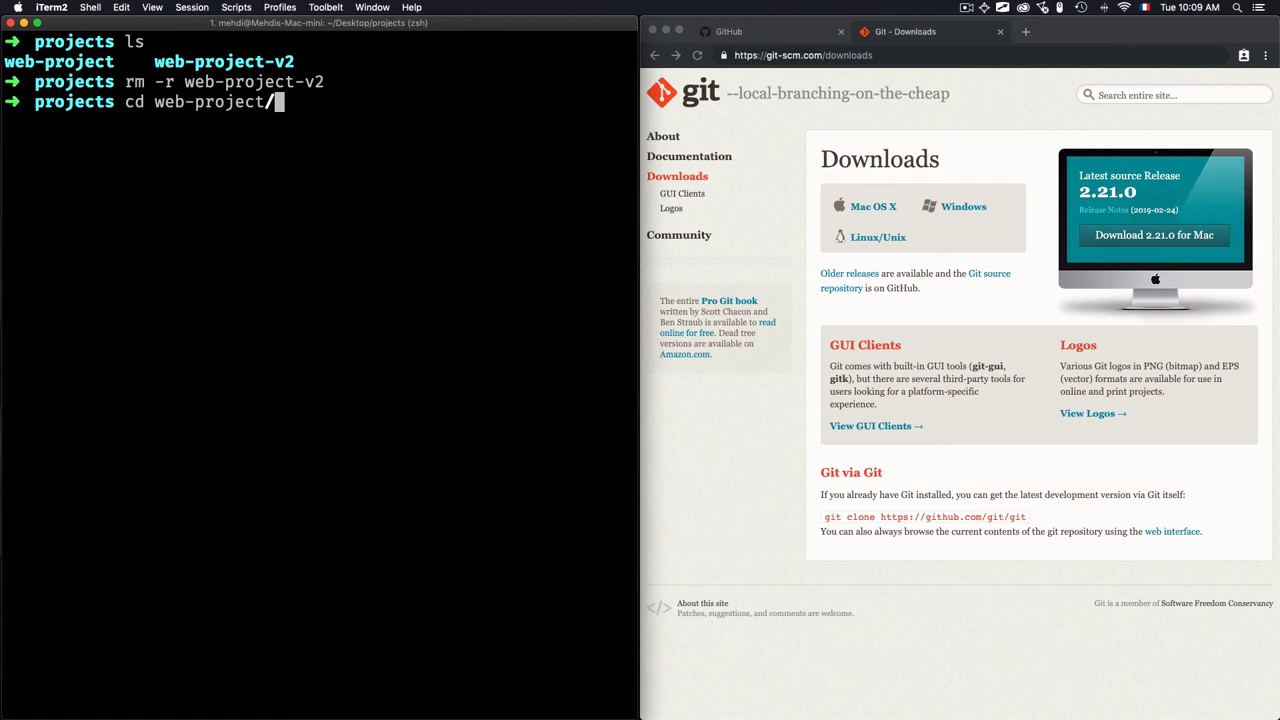 iTerm2 Shell Edit View Session Scripts Profiles Toolbelt Window Help
10:09
1. mehdi@Mehdis-Mac-mini: ~/Desktop/projects (zsh)
➜ projects ls
web-project web-project-v2
➜ projects rm -r web-project-v2
➜ projects cd web-project/
GitHub
Git - Downloads
https://git-scm.com/downloads
git --local-branching-on-the-cheap
Search entire site...
About
Documentation
Downloads
GUI Clients
Logos
Community
The entire Pro Git book
written by Scott Chacon and
Ben Straub is available to read
online for free. Dead tree
versions are available on
Amazon.com.
Downloads
Mac OS X Windows
Linux/Unix
Older releases are available and the Git source
repository is on GitHub.
Latest source Release
2.21.0
Release Notes (2019-02-24)
Download 2.21.0 for Mac
GUI Clients
Git comes with built-in GUI tools (git-gui,
gitk), but there are several third-party tools for
users looking for a platform-specific
experience.
View GUI Clients →
Logos
Various Git logos in PNG (bitmap) and EPS
(vector) formats are available for use in
online and print projects.
View Logos →
Git via Git
If you already have Git installed, you can get the latest development version via Git itself:
git clone https://github.com/git/git
You can also always browse the current contents of the git repository using the web interface.
</> About this site
Patches, suggestions, and comments are welcome.
Git is a member of Software Freedom Conservancy